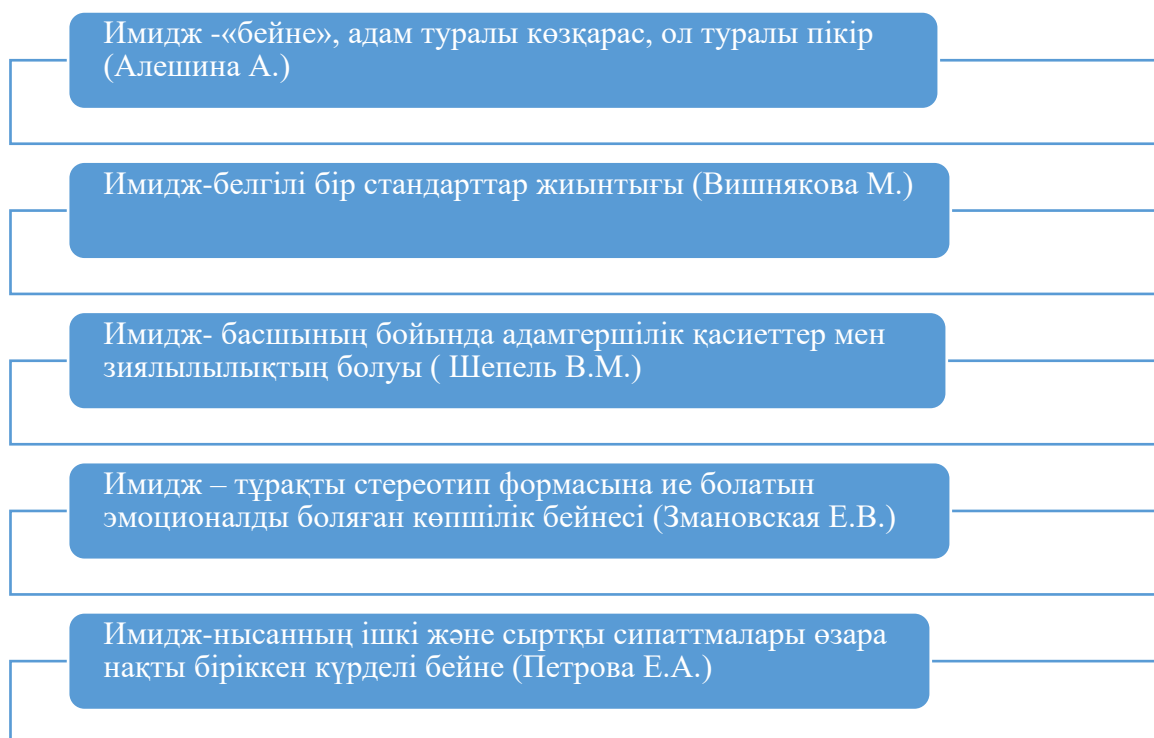 Имидж -«бейне», адам туралы көзқарас, ол туралы пікір
(Алешина А.)
Имидж-белгілі бір стандарттар жиынтығы (Вишнякова М.)
Имидж- басшының бойында адамгершілік қасиеттер мен
зиялылылықтың болуы ( Шепель В.М.)
Имидж – тұрақты стереотип формасына ие болатын
эмоционалды боляған көпшілік бейнесі (Змановская Е.В.)
Имидж-нысанның ішкі және сыртқы сипаттмалары өзара
нақты біріккен күрделі бейне (Петрова Е.А.)